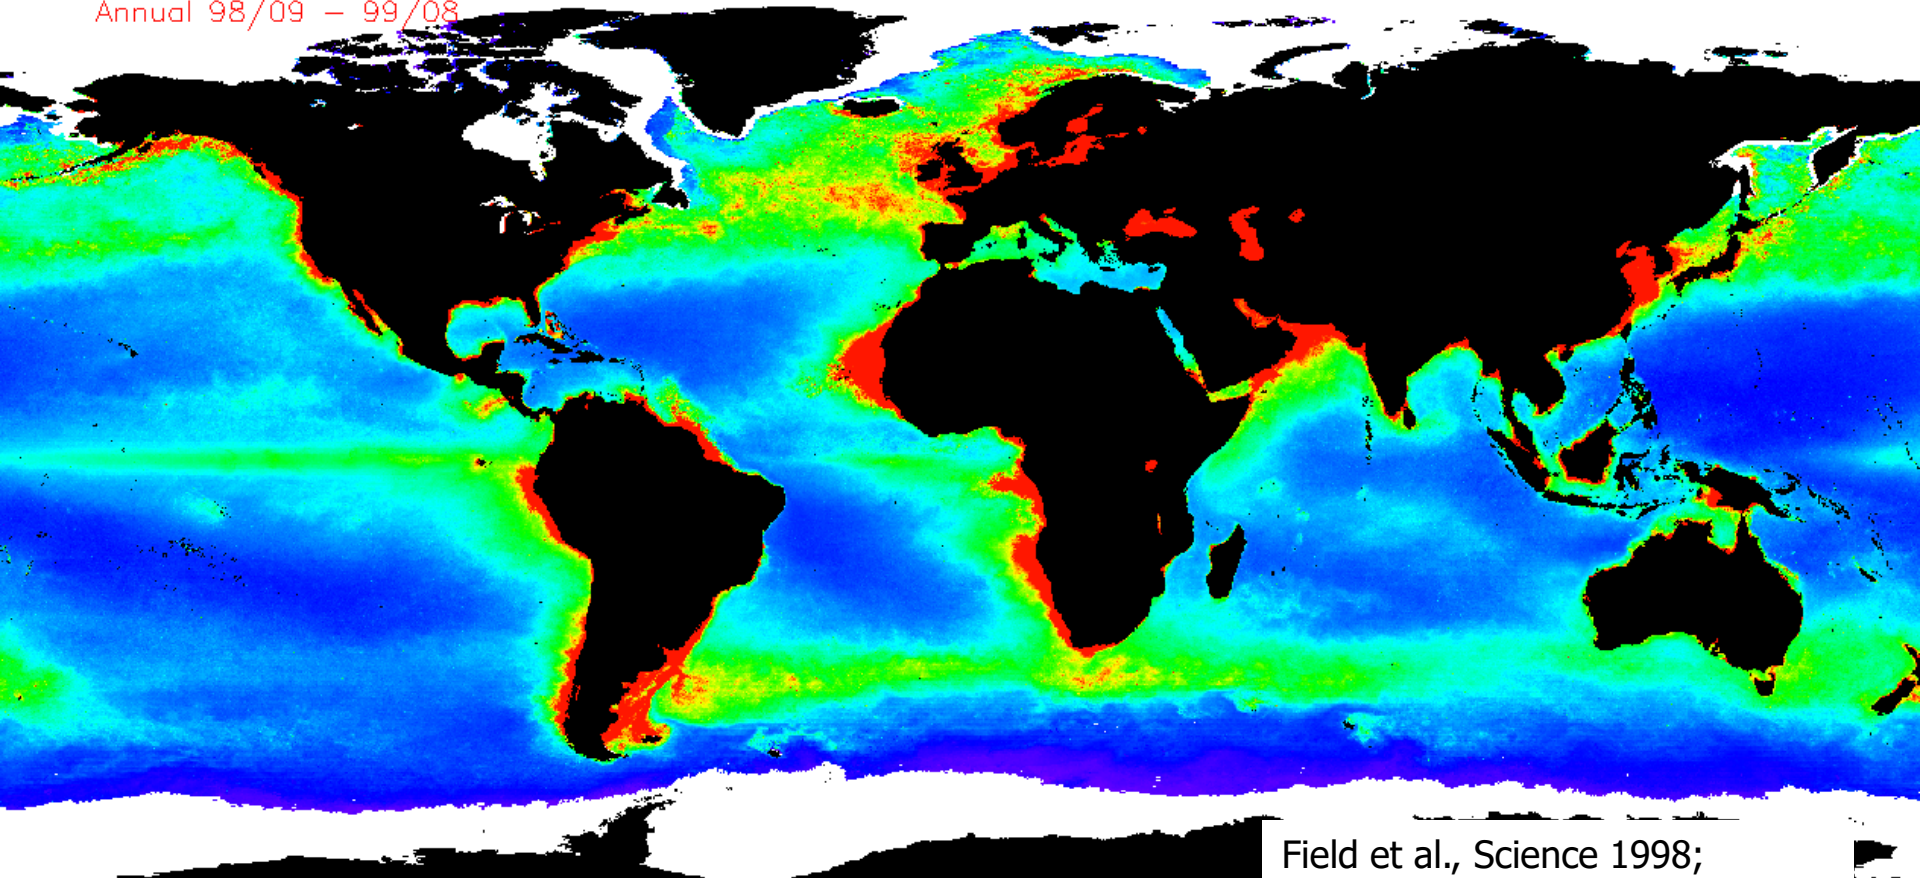 Annual 98/09 – 99/08
Field et al., Science 1998;